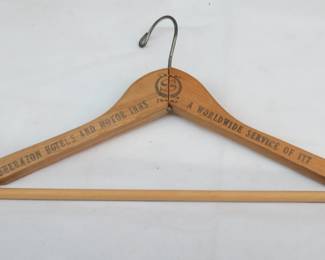 SHERATON HOTELS AND MOTOR INNS
A WORLDWIDE SERVICE OF ITT